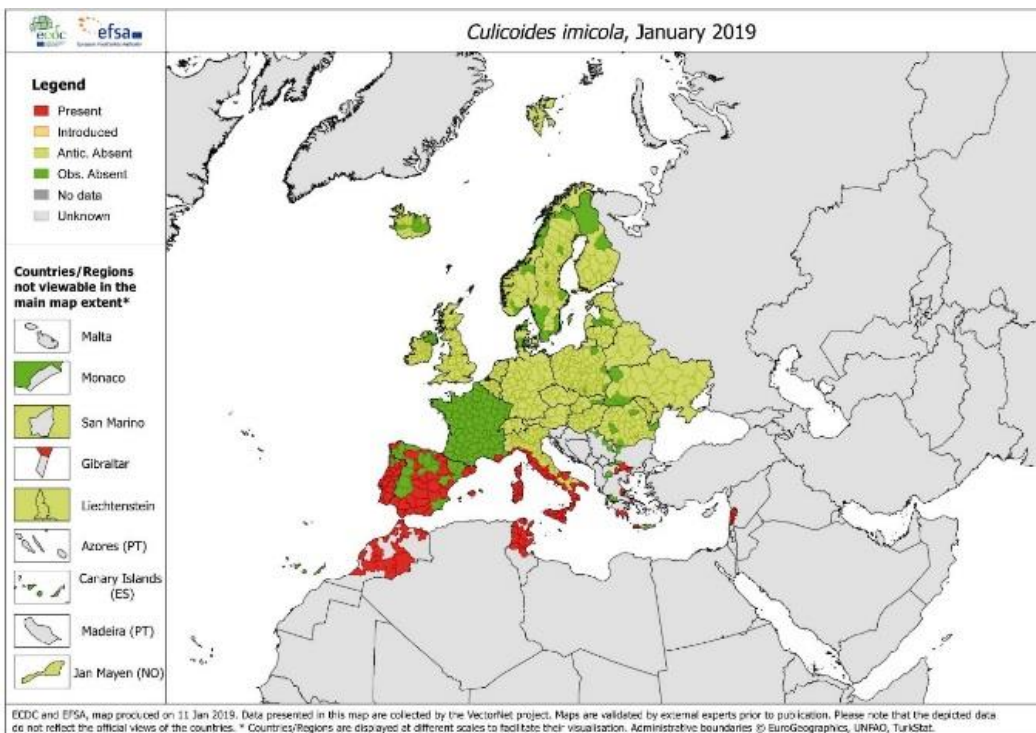 ecdc
efsa
European Food Safety Authority
Culicoides imicola, January 2019
Legend
Present
Introduced
Antic. Absent
Obs. Absent
No data
Unknown
Countries/Regions
not viewable in the
main map extent*
Malta
Monaco
San Marino
Gibraltar
Liechtenstein
Azores (PT)
Canary Islands
(ES)
Madeira (PT)
Jan Mayen (NO)
ECDC and EFSA, map produced on 11 Jan 2019. Data presented in this map are collected by the VectorNet project. Maps are validated by external experts prior to publication. Please note that the depicted data
do not reflect the official views of the countries. * Countries/Regions are displayed at different scales to facilitate their visualisation. Administrative boundaries © EuroGeographics, UNFAO, TurkStat.